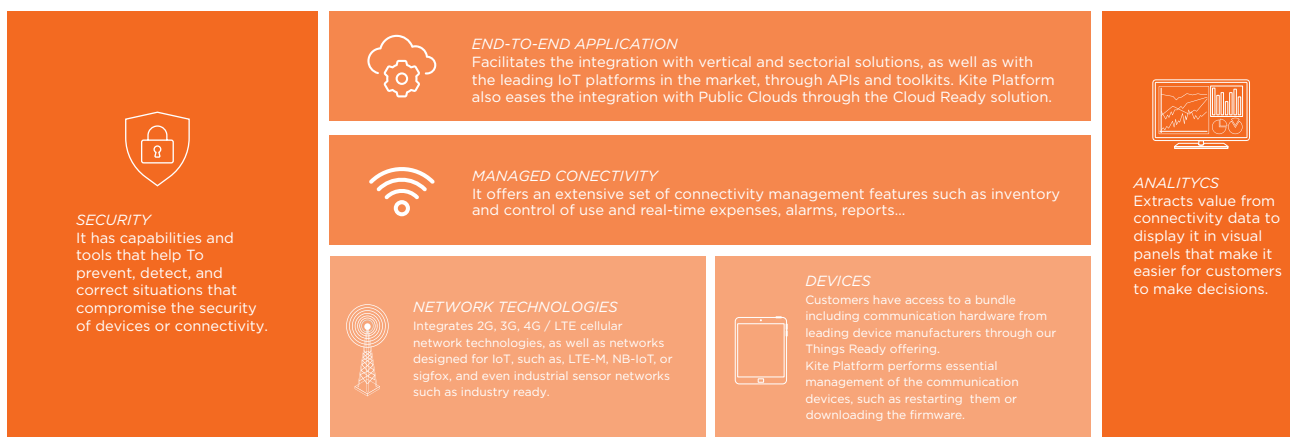 SECURITY
It has capabilities and
tools that help To
prevent, detect, and
correct situations that
compromise the security
of devices or connectivity.
END-TO-END APPLICATION
Facilitates the integration with vertical and sectorial solutions, as well as with
the leading IoT platforms in the market, through APIs and toolkits. Kite Platform
also eases the integration with Public Clouds through the Cloud Ready solution.
MANAGED CONECTIVITY
It offers an extensive set of connectivity management features such as inventory
and control of use and real-time expenses, alarms, reports...
NETWORK TECHNOLOGIES
Integrates 2G, 3G, 4G / LTE cellular
network technologies, as well as networks
designed for IoT, such as, LTE-M, NB-IoT, or
sigfox, and even industrial sensor networks
such as industry ready.
DEVICES
Customers have access to a bundle
including communication hardware from
leading device manufacturers through our
Things Ready offering.
Kite Platform performs essential
management of the communication
devices, such as restarting them or
downloading the firmware.
ANALITYCS
Extracts value from
connectivity data to
display it in visual
panels that make it
easier for customers
to make decisions.